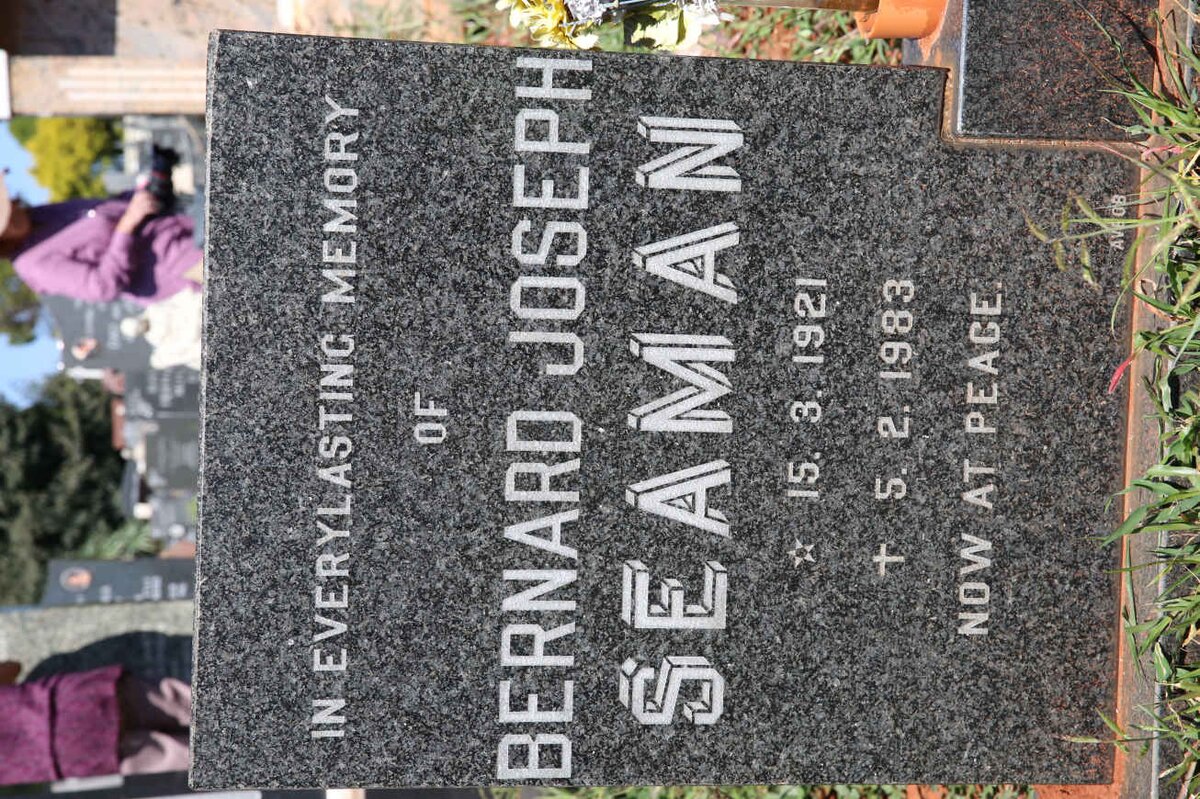 IN EVERYLASTING MEMORY
OF
BERNARD JOSEPH
SEAMAN
☆ 15. 3. 1921
✝ 5. 2. 1983
NOW AT PEACE.